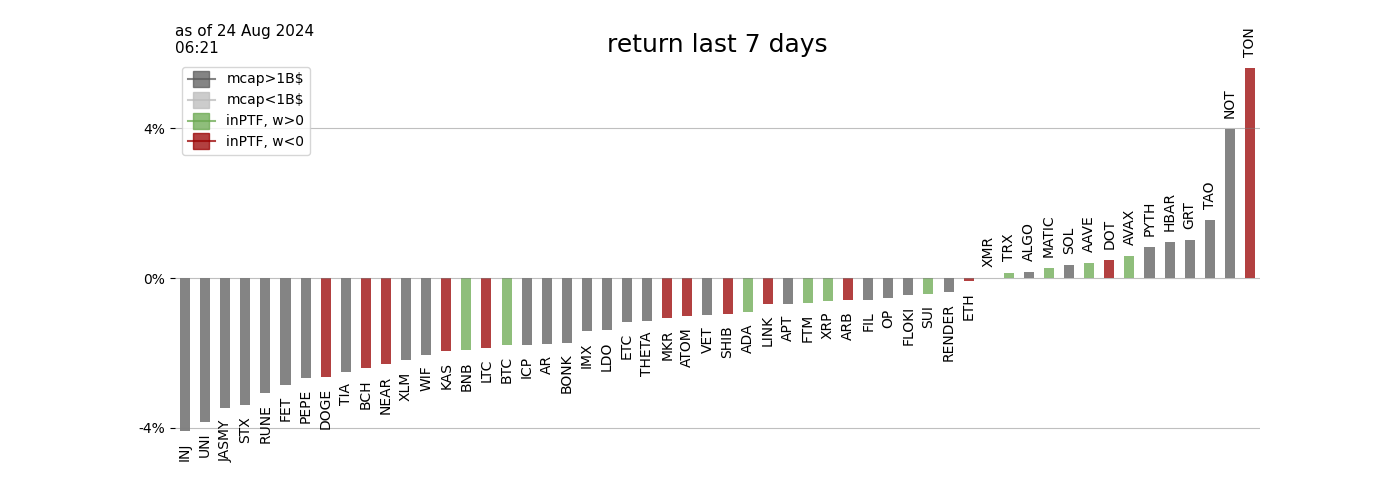 as of 24 Aug 2024
06:21
return last 7 days
mcap>1B$
mcap<1B$
inPTF, w>0
inPTF, w<0
4%
0%
-4%
INJ
UNI
JASMY
STX
RUNE
FET
PEPE
DOGE
TIA
BCH
NEAR
XLM
WIF
KAS
BNB
LTC
BTC
ICP
AR
BONK
IMX
LDO
ETC
THETA
MKR
ATOM
VET
SHIB
ADA
LINK
APT
FTM
XRP
ARB
FIL
OP
FLOKI
SUI
RENDER
ETH
XMR
TRX
ALGO
MATIC
SOL
AAVE
DOT
AVAX
PYTH
HBAR
GRT
TAO
NOT
TON